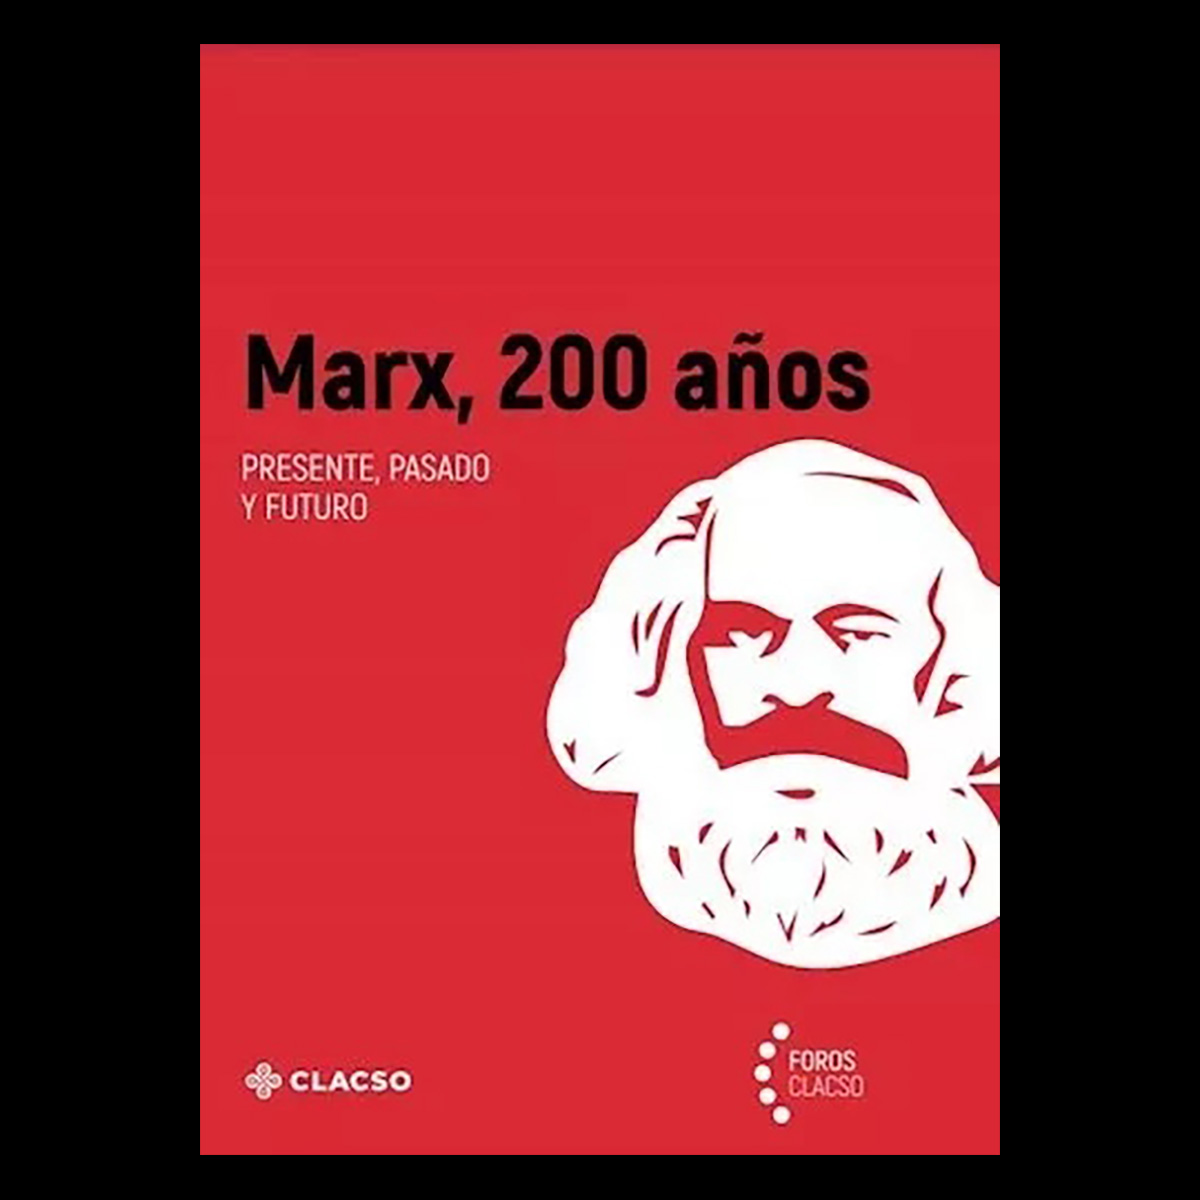 Marx, 200 años
PRESENTE, PASADO
Y FUTURO
CLACSO
FOROS
CLACSO